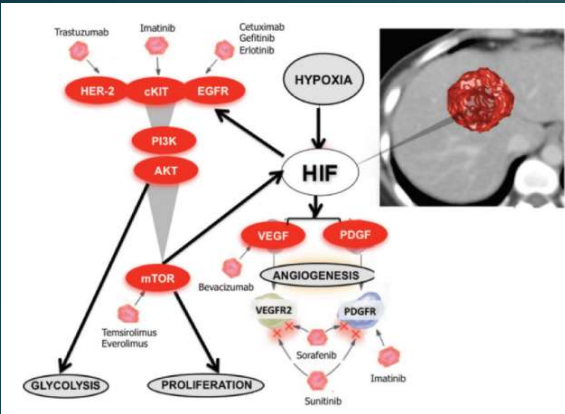 Trastuzumab
Imatinib
Cetuximab
Gefitinib
Erlotinib
HER-2
cKIT
EGFR
HYPOXIA
PI3K
AKT
HIF
VEGF
PDGF
mTOR
Bevacizumab
ANGIOGENESIS
VEGFR2
PDGFR
Temsirolimus
Everolimus
Sorafenib
Imatinib
GLYCOLYSIS
PROLIFERATION
Sunitinib